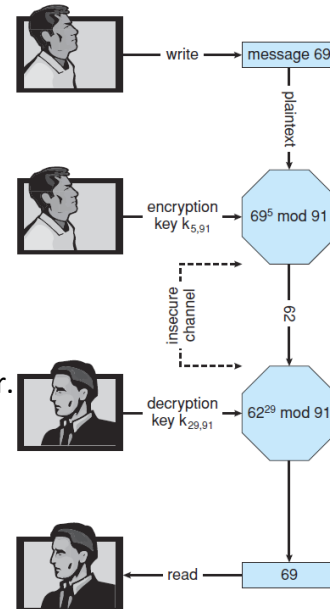 write
message 69
plaintext
encryption
key k5,91
69⁵ mod 91
insecure
channel
62
r.
decryption
key k29,91
62²⁹ mod 91
read
69